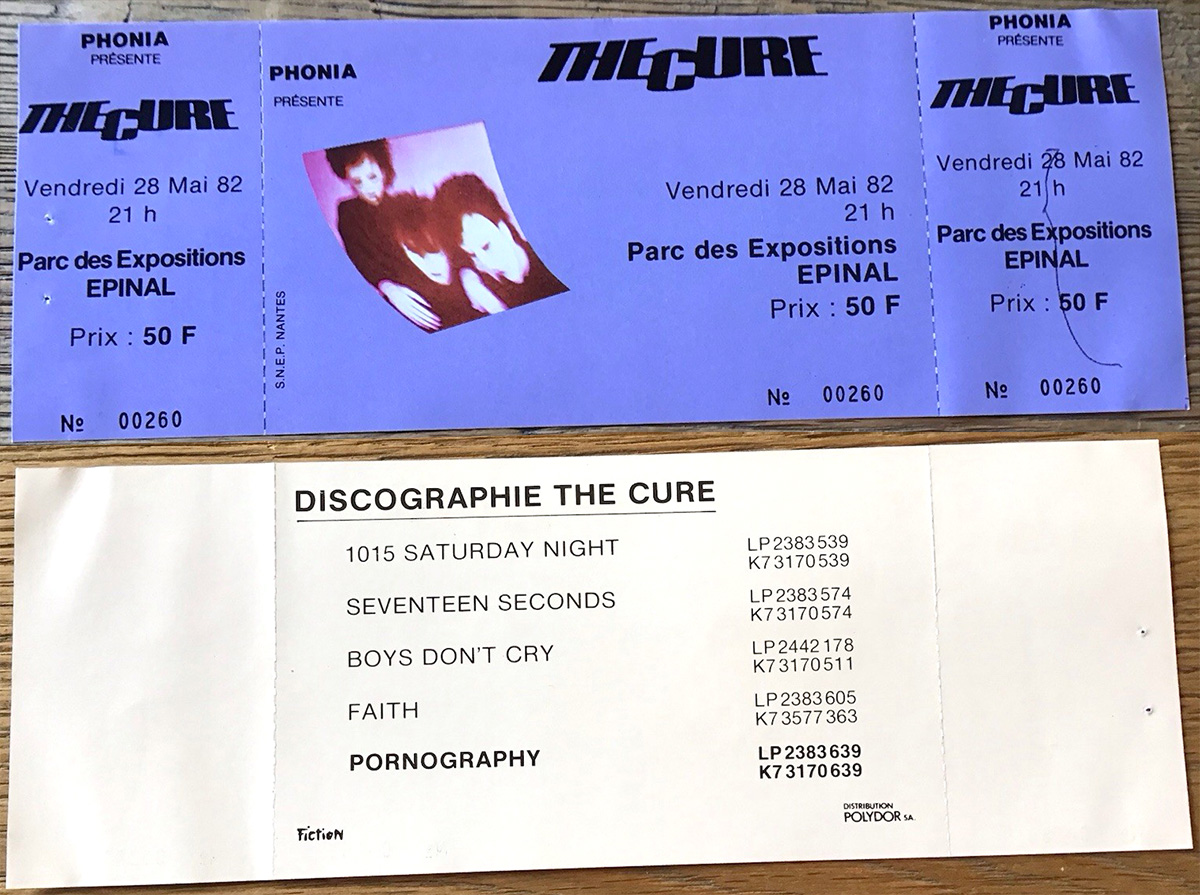 PHONIA
PRÉSENTE
THE CURE
Vendredi 28 Mai 82
21 h
Parc des Expositions
EPINAL
Prix : 50 F
Nº 00260
PHONIA
PRÉSENTE
THE CURE
Vendredi 28 Mai 82
21 h
Parc des Expositions
EPINAL
Prix : 50 F
S.N.E.P. NANTES
Nº 00260
PHONIA
PRÉSENTE
THE CURE
Vendredi 28 Mai 82
21 h
Parc des Expositions
EPINAL
Prix : 50 F
Nº 00260
DISCOGRAPHIE THE CURE
1015 SATURDAY NIGHT LP 2383 539
K7 3170 539
SEVENTEEN SECONDS LP 2383 574
K7 3170 574
BOYS DON'T CRY LP 2442 178
K7 3170 511
FAITH LP 2383 605
K7 3577 363
PORNOGRAPHY LP 2383 639
K7 3170 639
Fiction
DISTRIBUTION
POLYDOR SA.